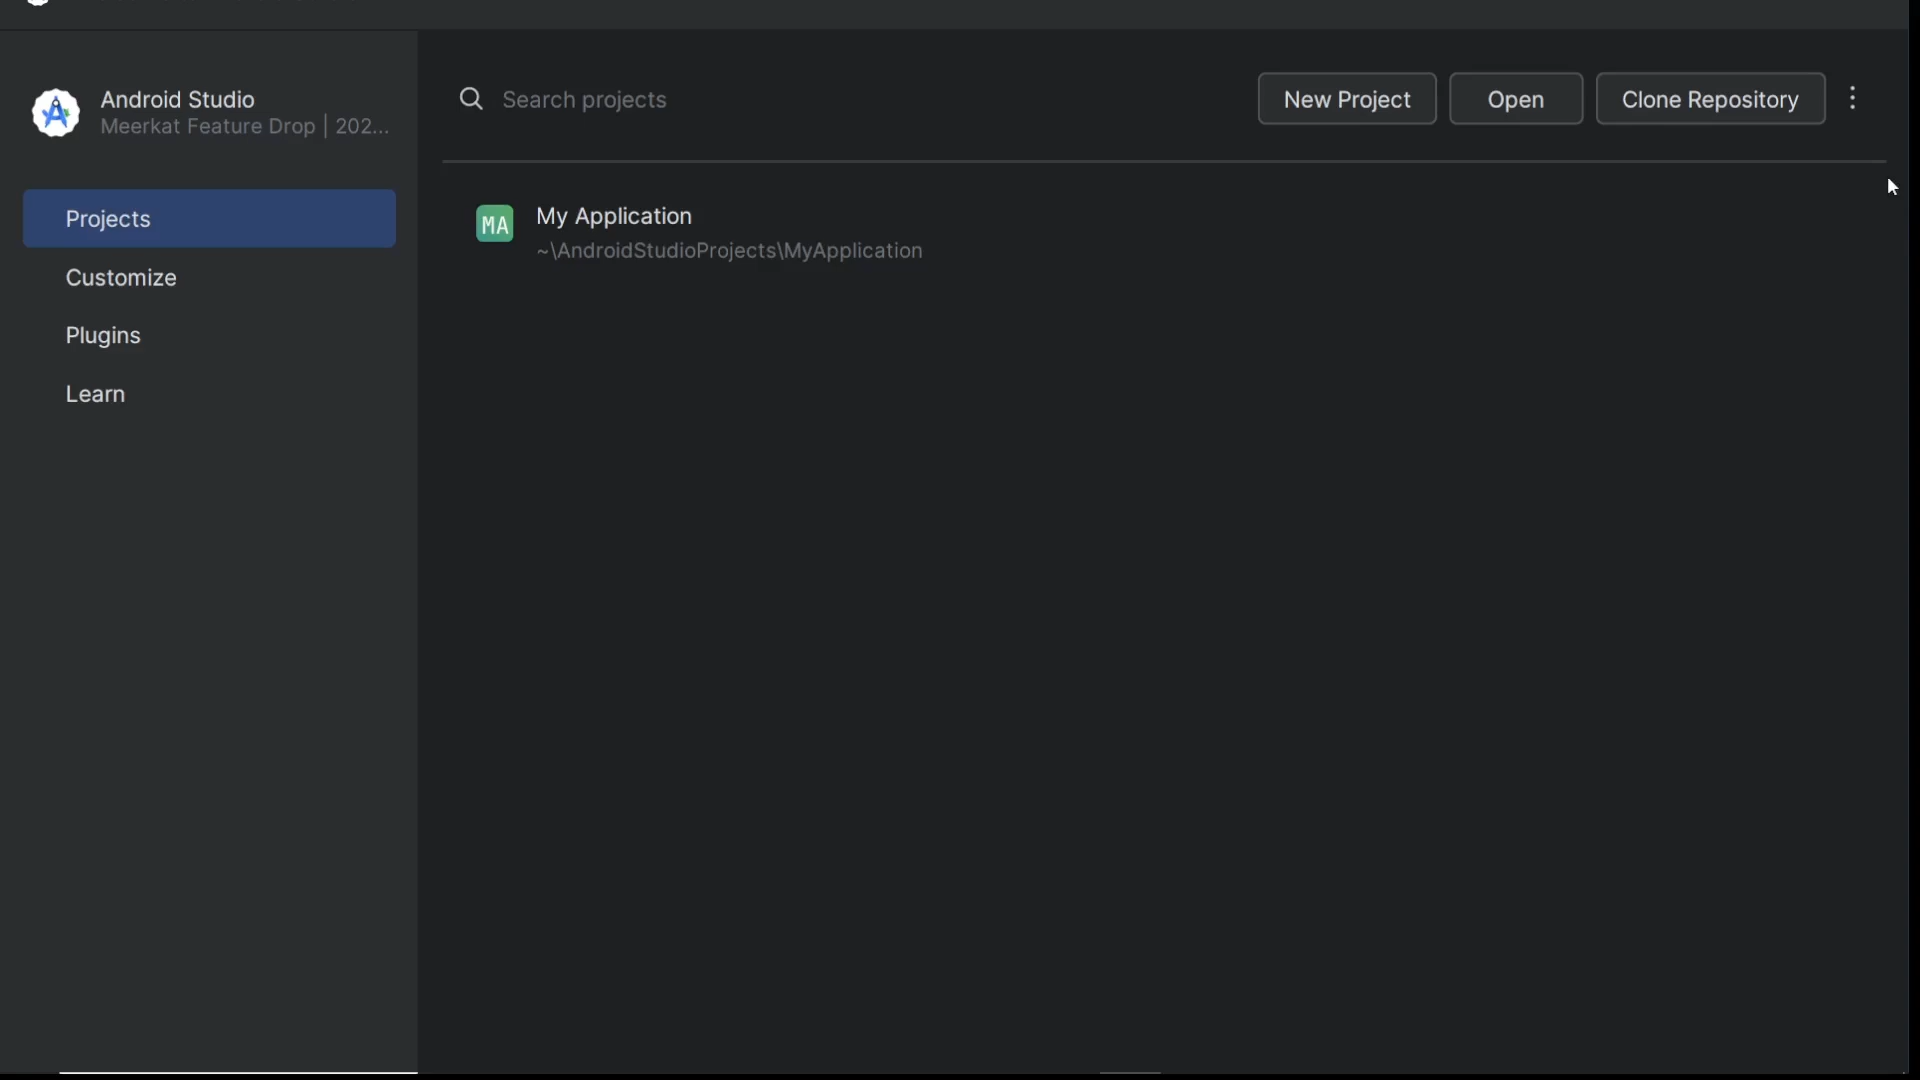 Android Studio
Meerkat Feature Drop | 202...
Projects
Customize
Plugins
Learn
Search projects
New Project
Open
Clone Repository
MA
My Application
~\AndroidStudioProjects\MyApplication